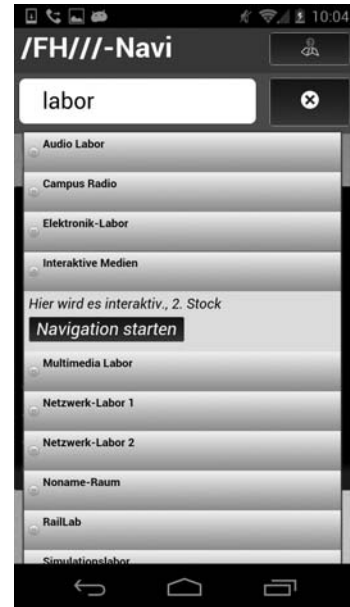 10:04
/FH///-Navi
labor
Audio Labor
Campus Radio
Elektronik-Labor
Interaktive Medien
Hier wird es interaktiv., 2. Stock
Navigation starten
Multimedia Labor
Netzwerk-Labor 1
Netzwerk-Labor 2
Noname-Raum
RailLab
Simulationslabor